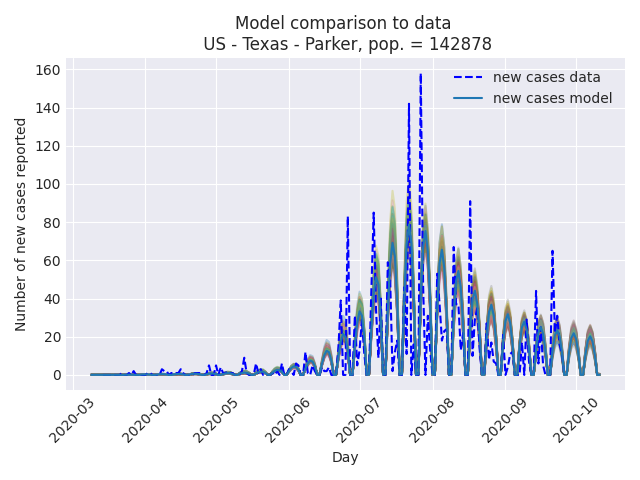 Model comparison to data
US - Texas - Parker, pop. = 142878
160
140
120
100
80
60
40
20
0
Number of new cases reported
new cases data
new cases model
2020-03
2020-04
2020-05
2020-06
2020-07
2020-08
2020-09
2020-10
Day